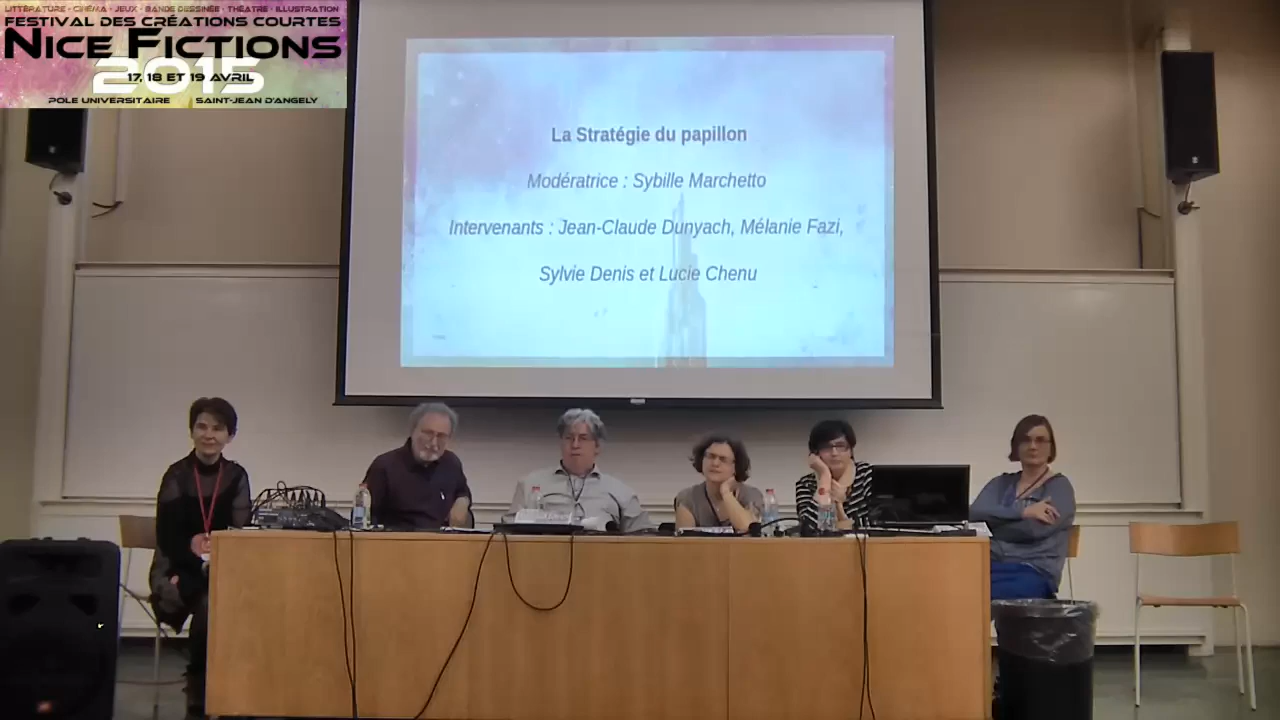 LITTÉRATURE - CINÉMA - JEUX - BANDE DESSINÉE - THÉATRE - ILLUSTRATION
FESTIVAL DES CRÉATIONS COURTES
NICE FICTIONS
2015
17, 18 ET 19 AVRIL
POLE UNIVERSITAIRE SAINT-JEAN D'ANGELY
La Stratégie du papillon
Modératrice : Sybille Marchetto
Intervenants : Jean-Claude Dunyach, Mélanie Fazi,
Sylvie Denis et Lucie Chenu